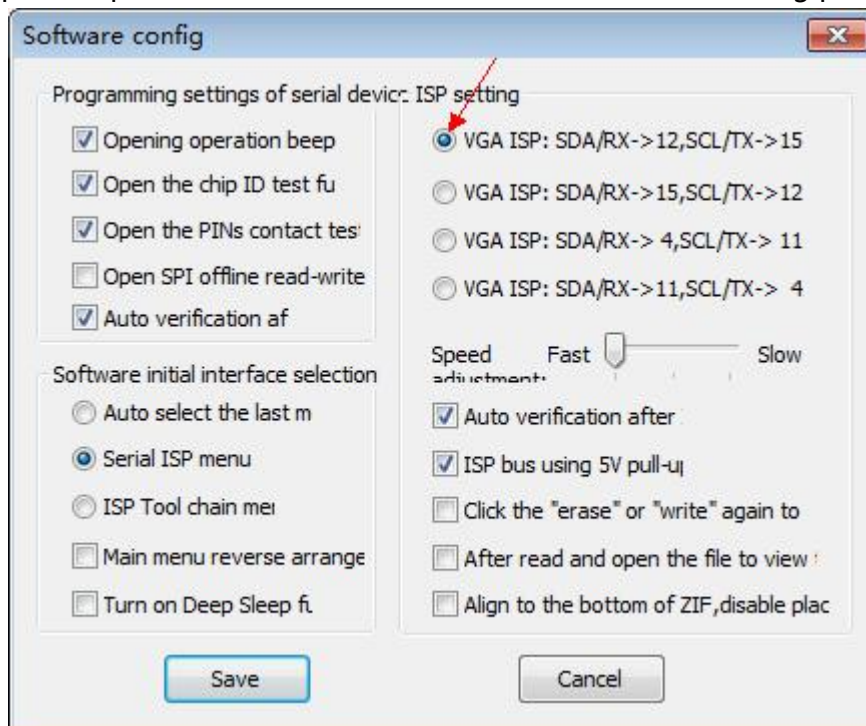 Software config
Programming settings of serial devic
Opening operation beep
Open the chip ID test fu
Open the PINs contact tes
Open SPI offline read-write
Auto verification af
Software initial interface selection
Auto select the last m
Serial ISP menu
ISP Tool chain me
Main menu reverse arrange
Turn on Deep Sleep f
ISP setting
VGA ISP: SDA/RX->12,SCL/TX->15
VGA ISP: SDA/RX->15,SCL/TX->12
VGA ISP: SDA/RX-> 4,SCL/TX-> 11
VGA ISP: SDA/RX->11,SCL/TX-> 4
Speed adjustment:
Fast Slow
Auto verification after
ISP bus using 5V pull-u
Click the "erase" or "write" again to
After read and open the file to view
Align to the bottom of ZIF,disable plac
Save
Cancel